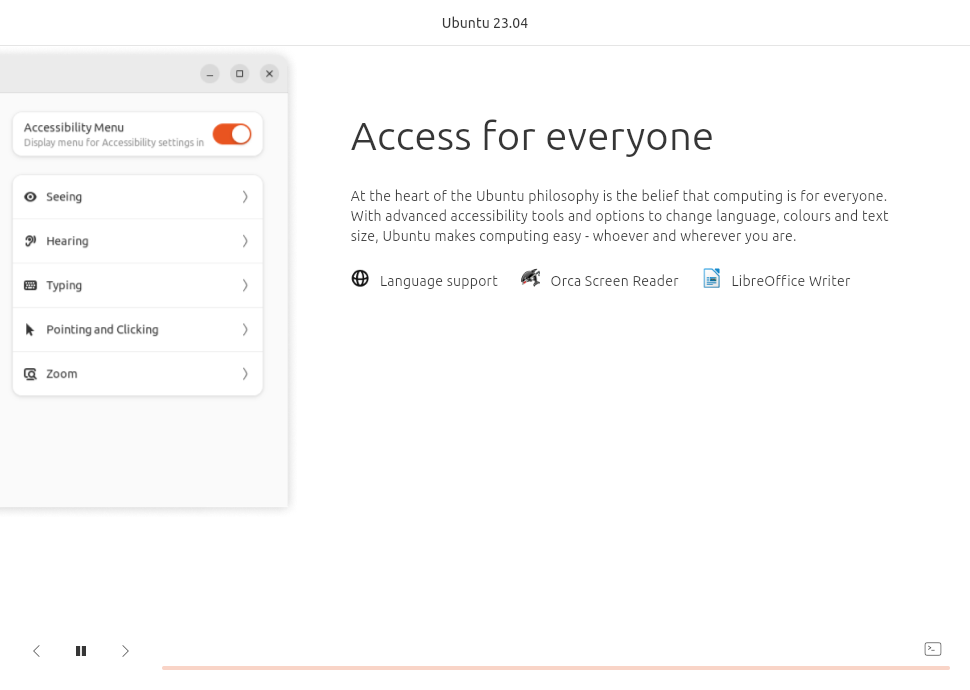 Ubuntu 23.04
Accessibility Menu
Display menu for Accessibility settings in
Seeing
Hearing
Typing
Pointing and Clicking
Zoom
Access for everyone
At the heart of the Ubuntu philosophy is the belief that computing is for everyone.
With advanced accessibility tools and options to change language, colours and text
size, Ubuntu makes computing easy - whoever and wherever you are.
Language support
Orca Screen Reader
LibreOffice Writer